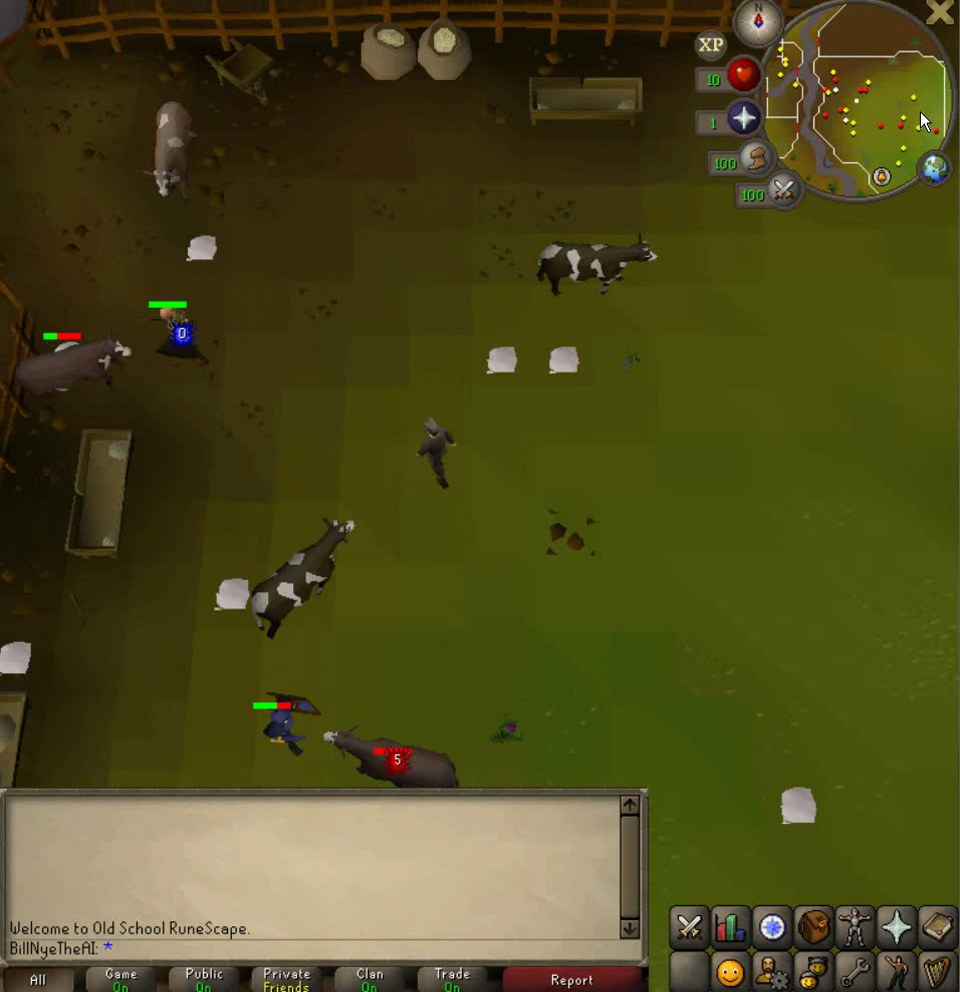 N
XP
10
1
100
100
0
5
Welcome to Old School RuneScape.
BillNyeTheAI: *
All Game Public Private Clan Trade Report
On On Friends On On